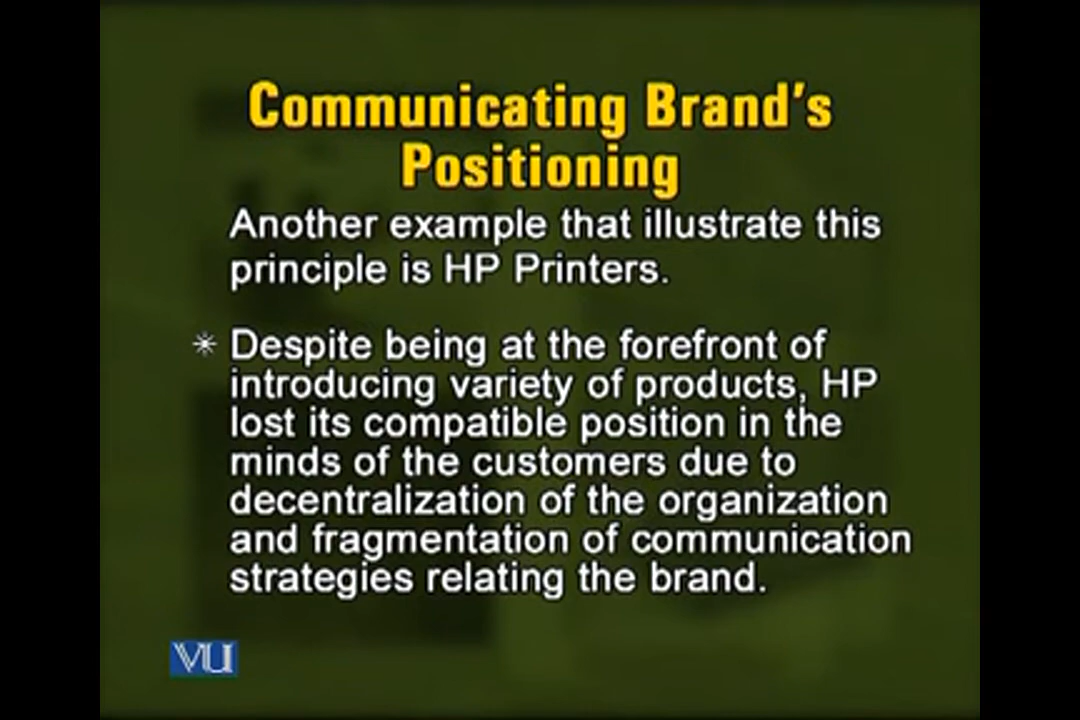 Communicating Brand's
Positioning
Another example that illustrate this
principle is HP Printers.
✳ Despite being at the forefront of
introducing variety of products, HP
lost its compatible position in the
minds of the customers due to
decentralization of the organization
and fragmentation of communication
strategies relating the brand.
VU